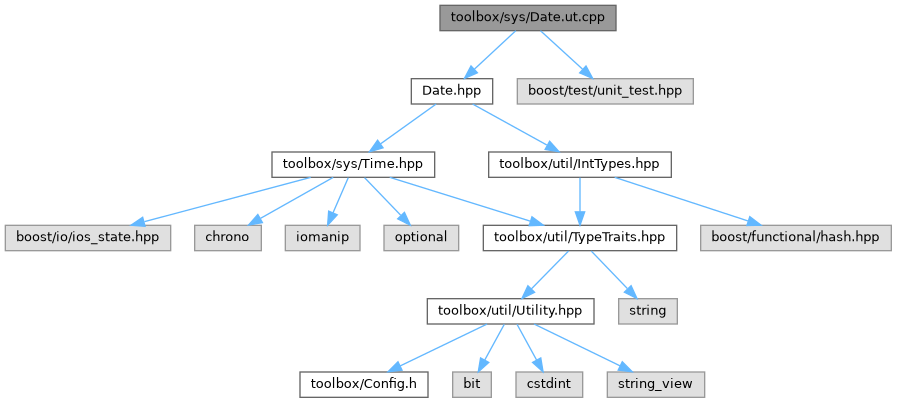 toolbox/sys/Date.ut.cpp
Date.hpp
boost/test/unit_test.hpp
toolbox/sys/Time.hpp
toolbox/util/IntTypes.hpp
boost/io/ios_state.hpp
chrono
iomanip
optional
toolbox/util/TypeTraits.hpp
boost/functional/hash.hpp
toolbox/util/Utility.hpp
string
toolbox/Config.h
bit
cstdint
string_view